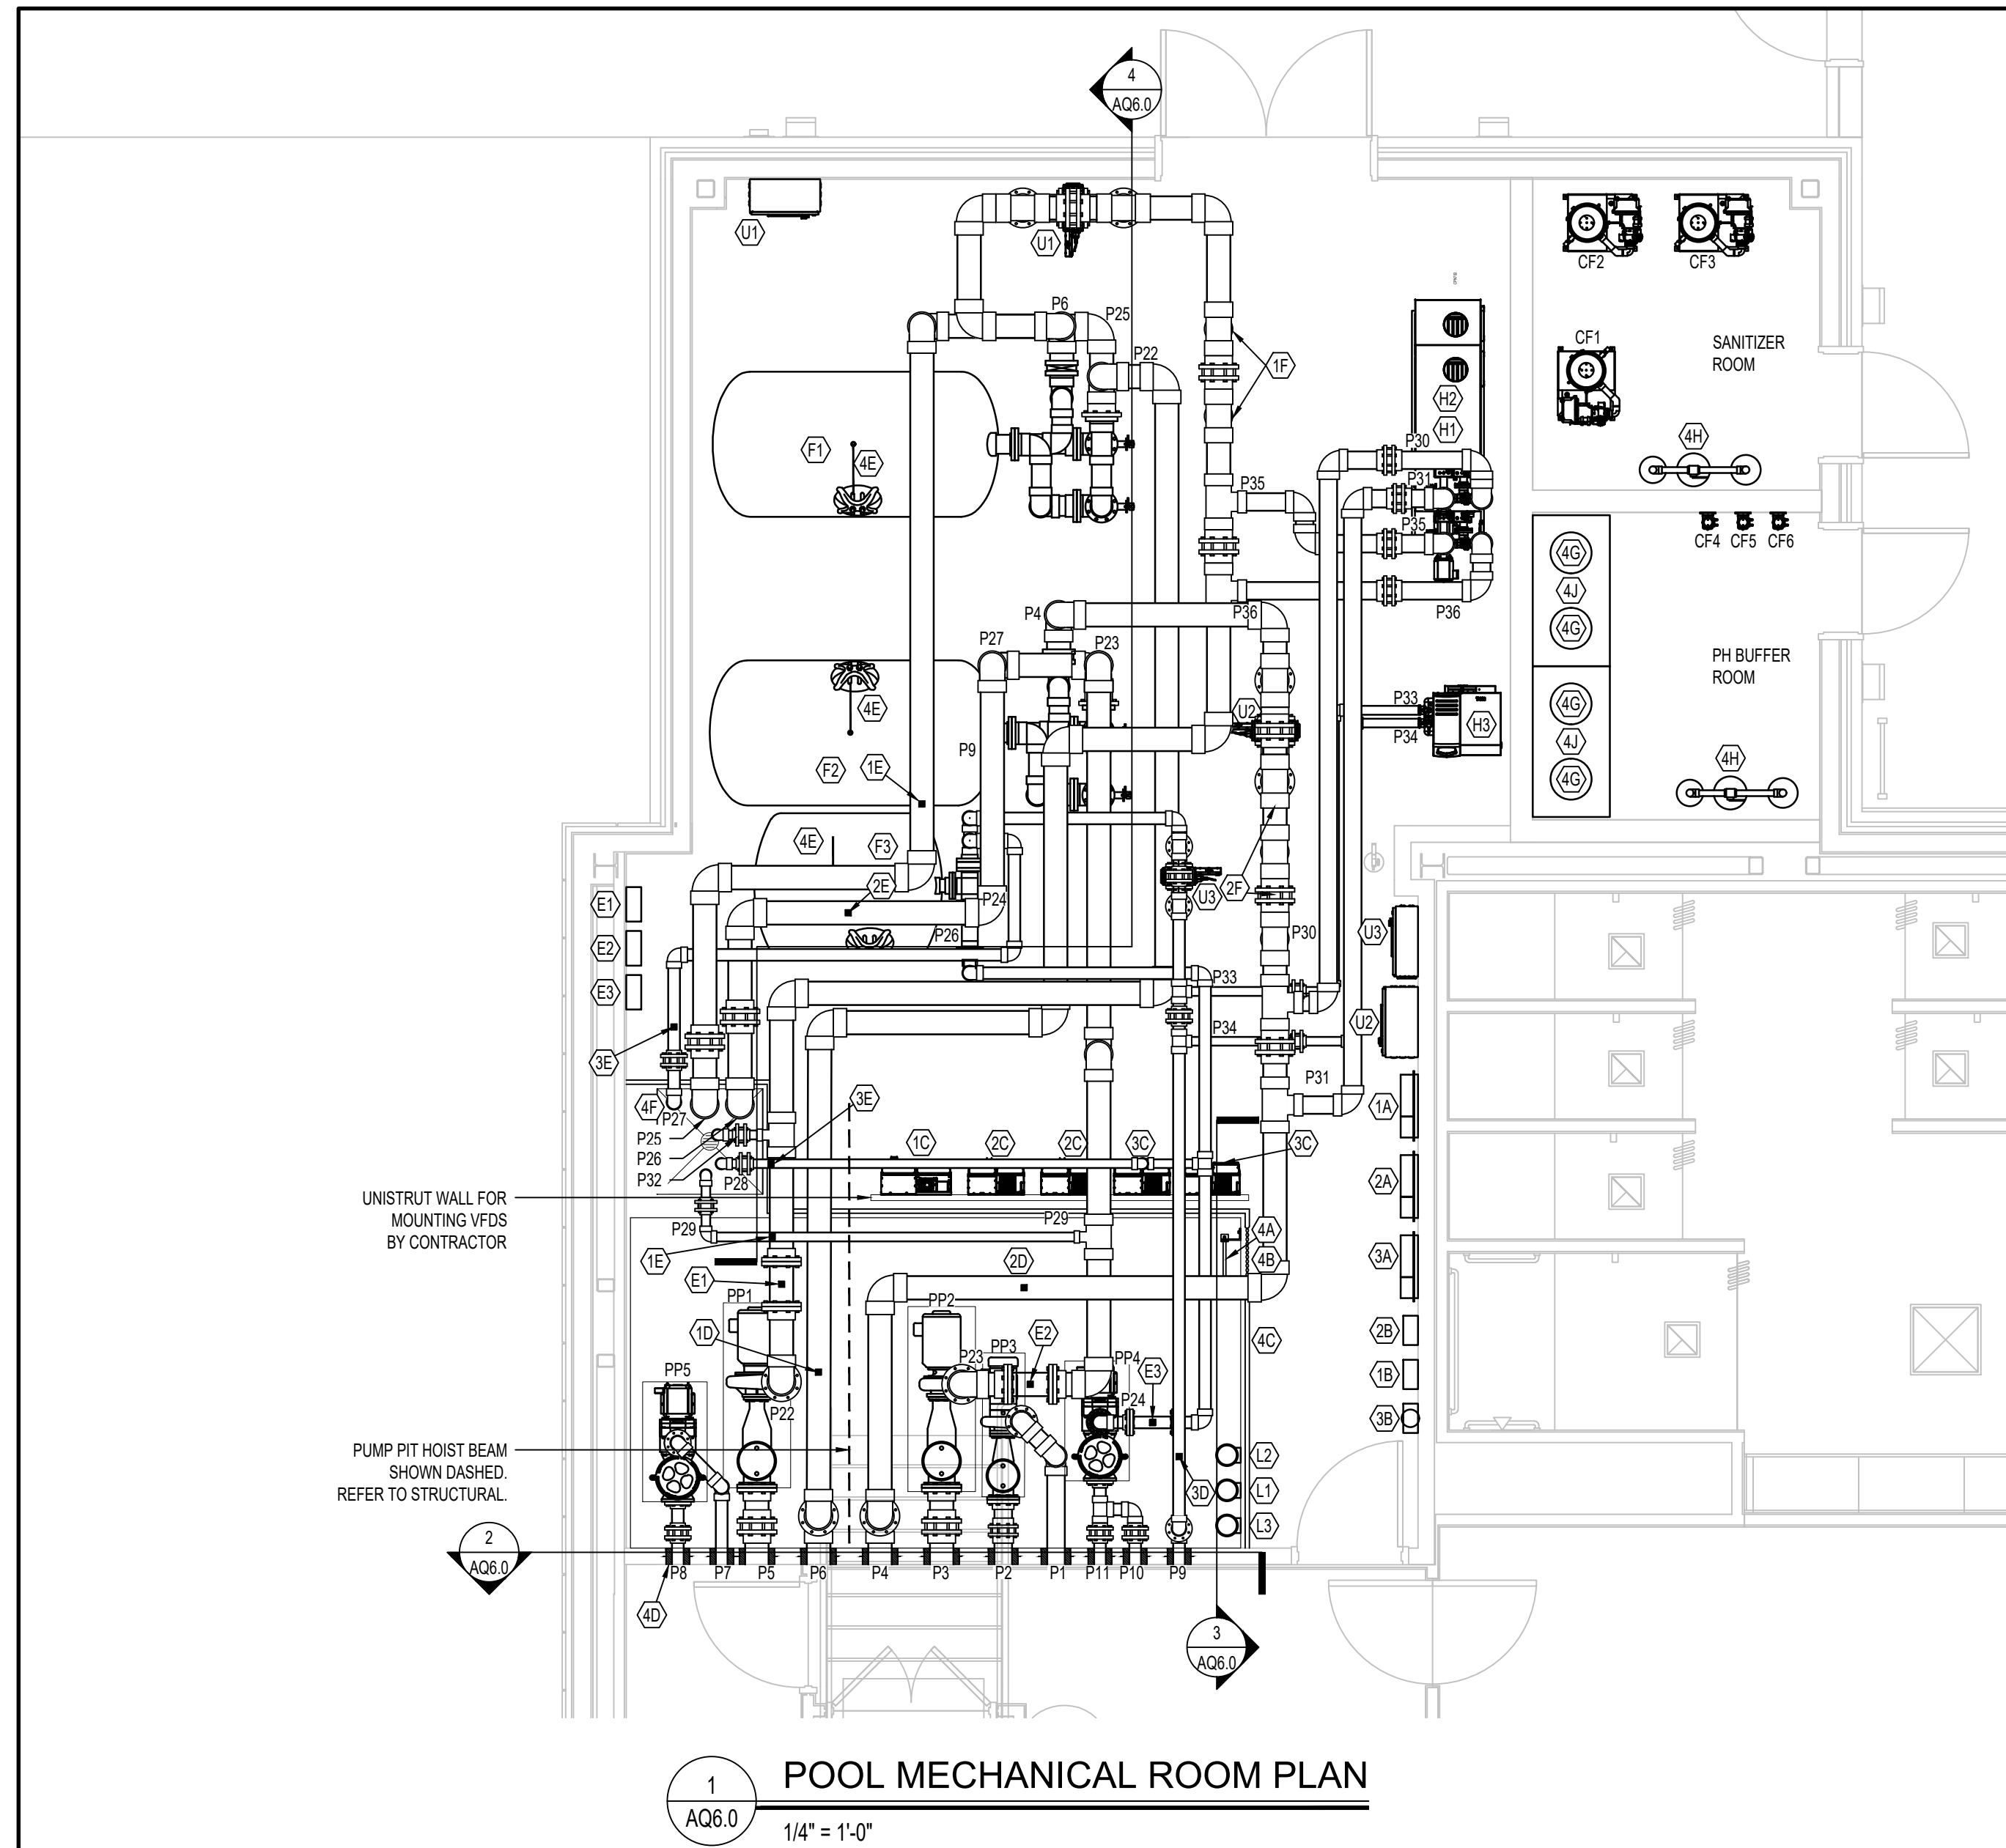 4
AQ6.0
U1
U1
CF2
CF3
P6
P25
P22
1F
CF1
SANITIZER
ROOM
H2
H1
F1
4E
P30
4H
P31
P35
P35
CF4
CF5
CF6
4G
4J
4G
P36
P36
P4
P27
P23
PH BUFFER
ROOM
4E
P33
4G
U2
H3
P34
P9
4J
F2
1E
4H
4G
4E
F3
2E
U3
2F
E1
P24
P26
P30
U3
E2
P33
E3
U2
P34
3E
P31
4F
3E
1A
P27
P25
1C
2C
2C
3C
3C
P26
P32
P28
2A
UNISTRUT WALL FOR
MOUNTING VFDS
BY CONTRACTOR
P29
P29
4A
3A
1E
2D
4B
E1
PP1
PP2
1D
E2
4C
2B
PP3
P23
PP4
E3
PP5
1B
P22
P24
3B
PUMP PIT HOIST BEAM
SHOWN DASHED.
REFER TO STRUCTURAL.
L2
3D
L1
L3
2
AQ6.0
P8
P7
P5
P6
P4
P3
P2
P1
P11
P10
P9
4D
3
AQ6.0
1
AQ6.0
POOL MECHANICAL ROOM PLAN
1/4" = 1'-0"